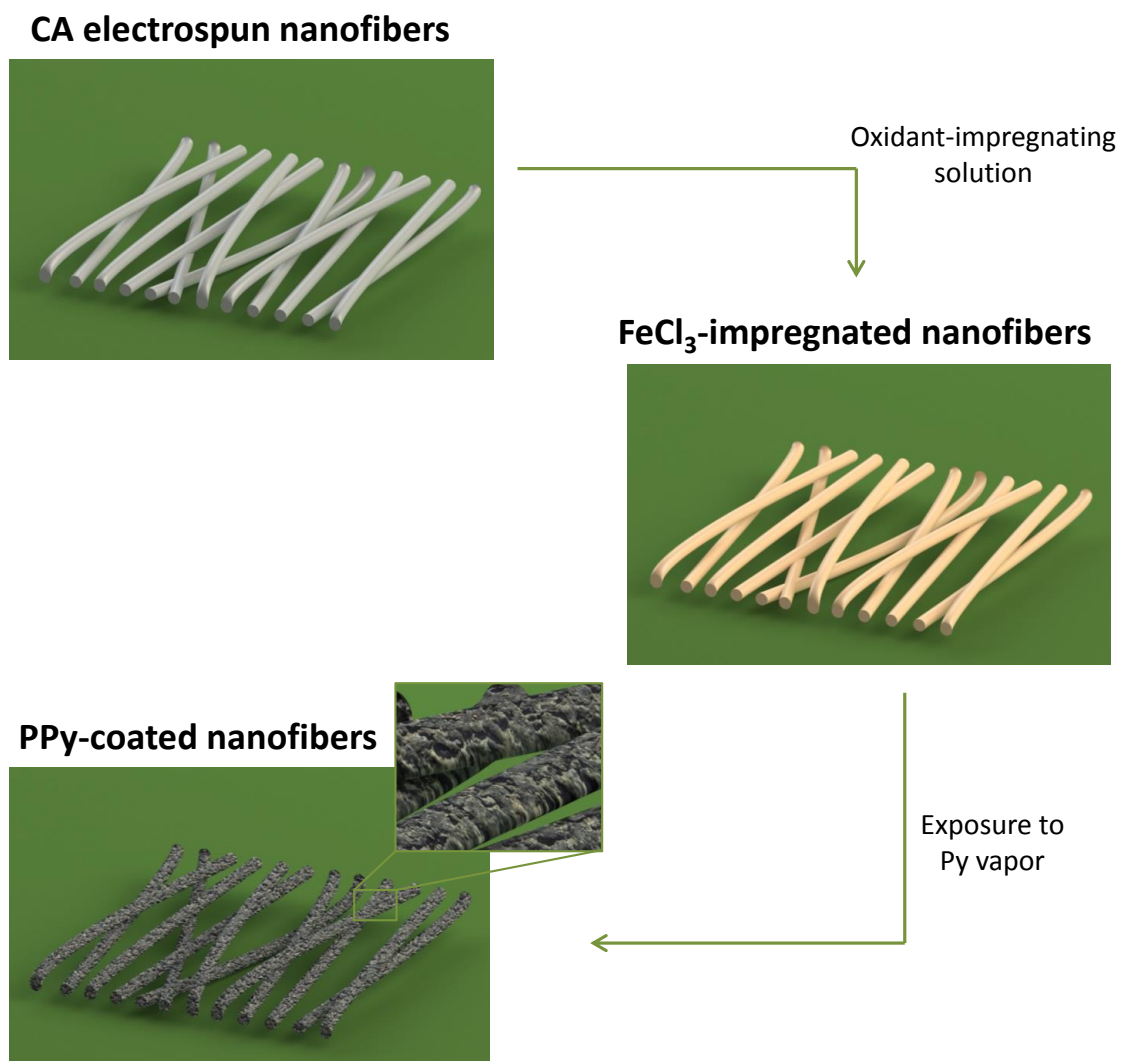 CA electrospun nanofibers
Oxidant-impregnating
solution
FeCl₃-impregnated nanofibers
PPy-coated nanofibers
Exposure to
Py vapor